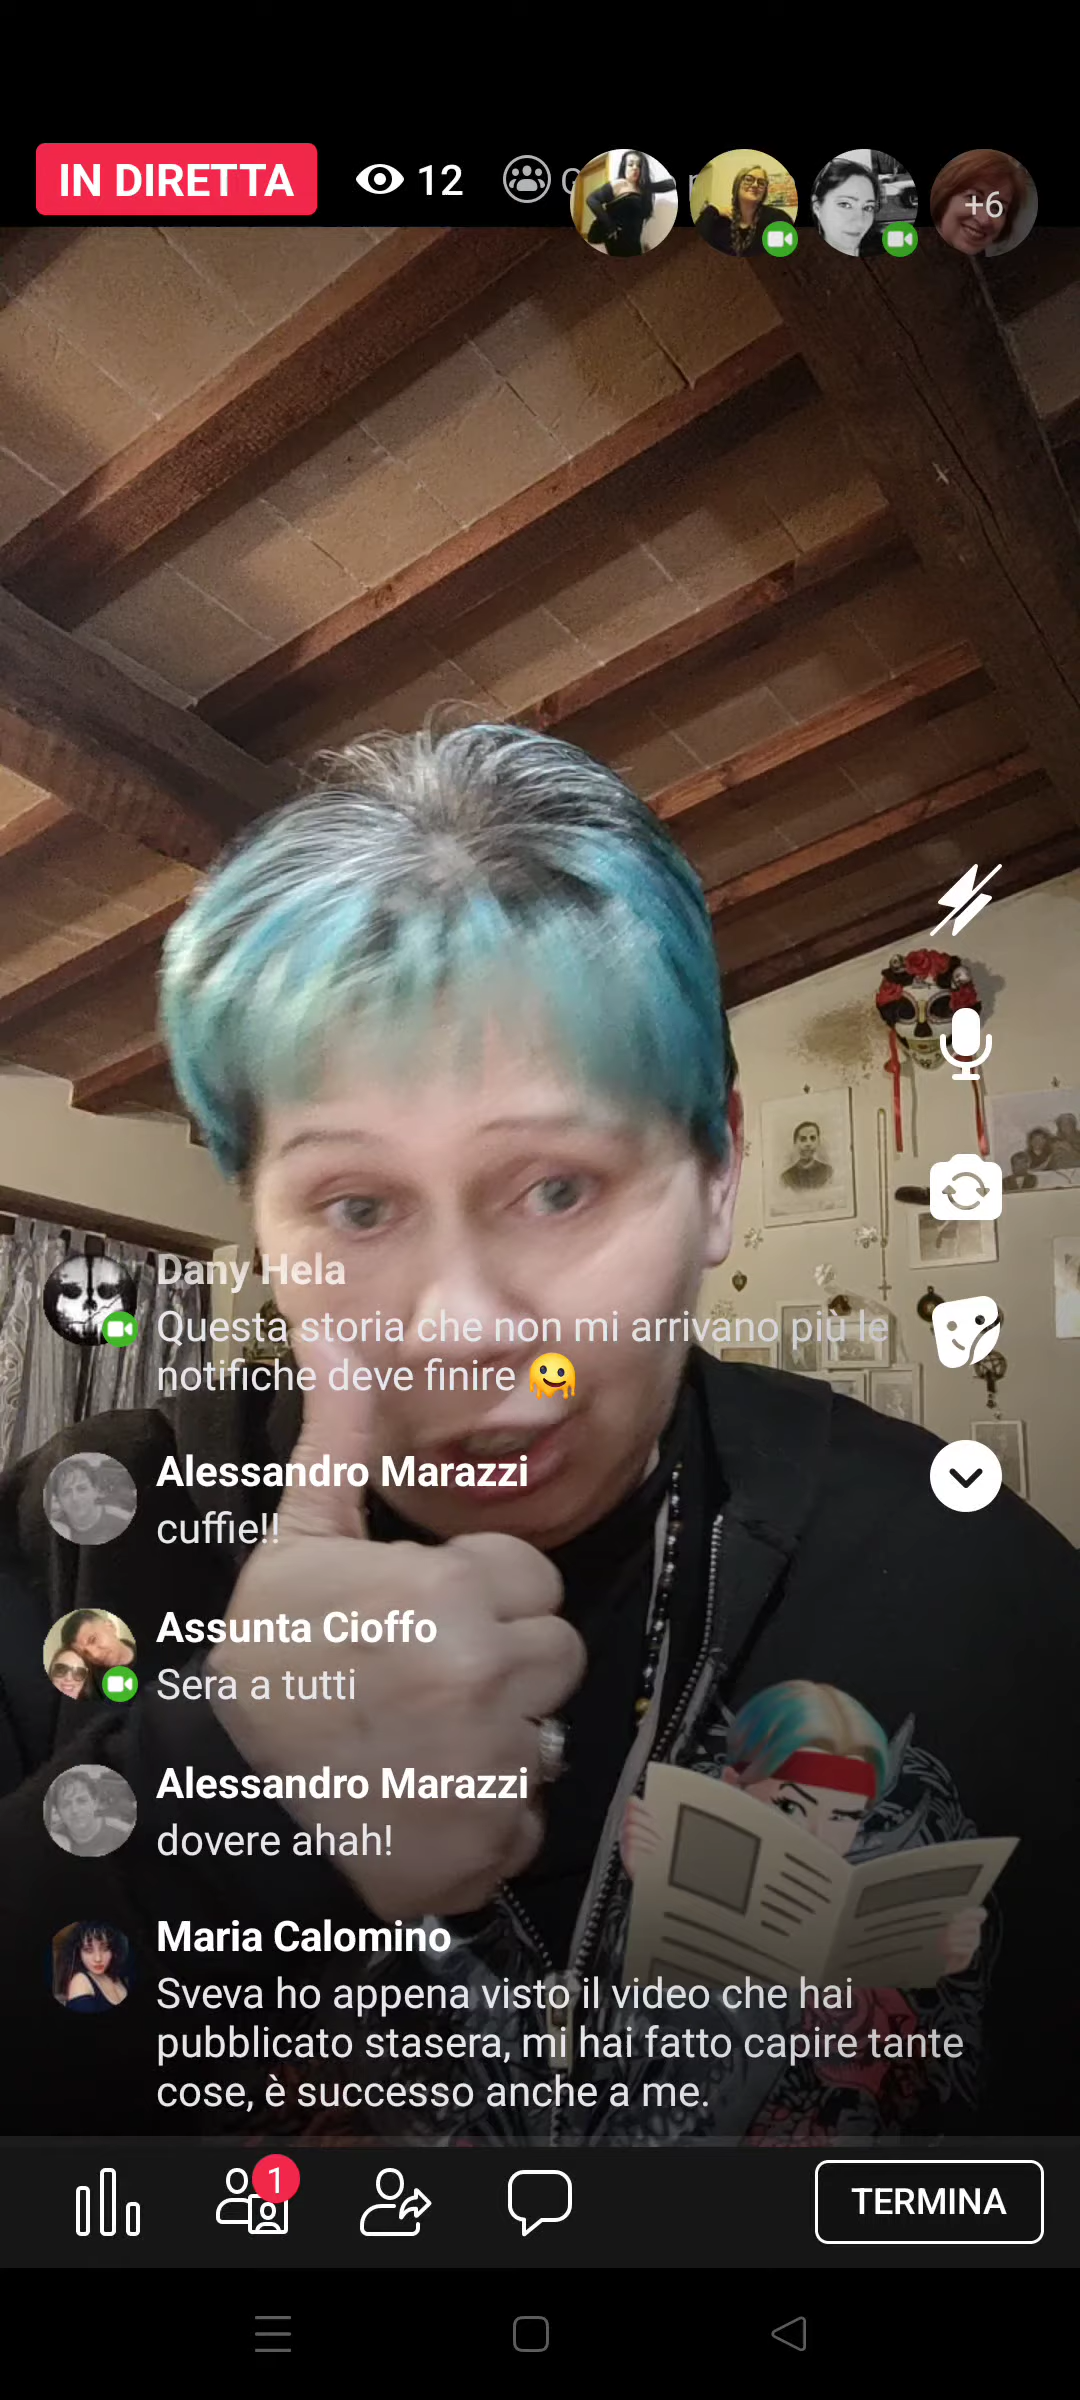 IN DIRETTA
12
+6
Dany Hela
Questa storia che non mi arrivano più le
notifiche deve finire 🫠
Alessandro Marazzi
cuffie!!
Assunta Cioffo
Sera a tutti
Alessandro Marazzi
dovere ahah!
Maria Calomino
Sveva ho appena visto il video che hai
pubblicato stasera, mi hai fatto capire tante
cose, è successo anche a me.
1
TERMINA